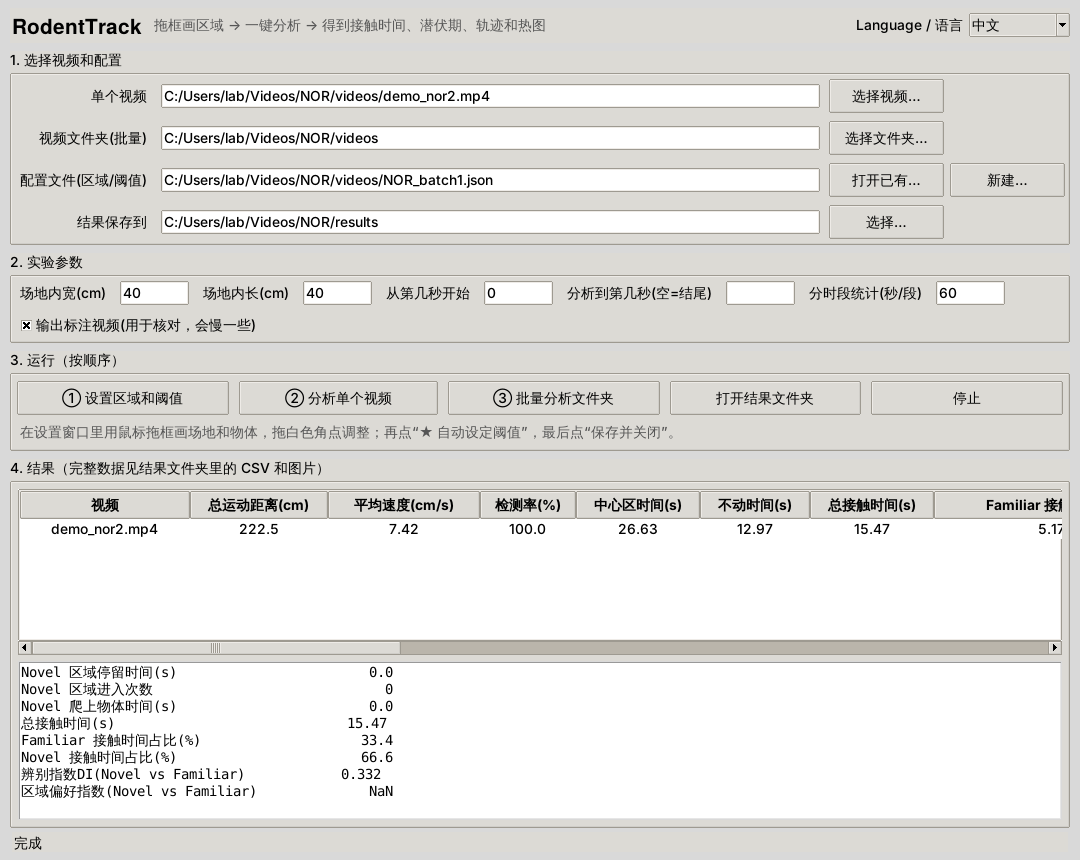 RodentTrack 拖框画区域 → 一键分析 → 得到接触时间、潜伏期、轨迹和热图 Language / 语言 中文
1. 选择视频和配置
单个视频 C:/Users/lab/Videos/NOR/videos/demo_nor2.mp4 选择视频...
视频文件夹(批量) C:/Users/lab/Videos/NOR/videos 选择文件夹...
配置文件(区域/阈值) C:/Users/lab/Videos/NOR/videos/NOR_batch1.json 打开已有... 新建...
结果保存到 C:/Users/lab/Videos/NOR/results 选择...
2. 实验参数
场地内宽(cm) 40 场地内长(cm) 40 从第几秒开始 0 分析到第几秒(空=结尾) 分时段统计(秒/段) 60
输出标注视频(用于核对，会慢一些)
3. 运行（按顺序）
① 设置区域和阈值 ② 分析单个视频 ③ 批量分析文件夹 打开结果文件夹 停止
在设置窗口里用鼠标拖框画场地和物体，拖白色角点调整；再点“★ 自动设定阈值”，最后点“保存并关闭”。
4. 结果（完整数据见结果文件夹里的 CSV 和图片）
视频 总运动距离(cm) 平均速度(cm/s) 检测率(%) 中心区时间(s) 不动时间(s) 总接触时间(s) Familiar 接
demo_nor2.mp4 222.5 7.42 100.0 26.63 12.97 15.47 5.17
Novel 区域停留时间(s) 0.0
Novel 区域进入次数 0
Novel 爬上物体时间(s) 0.0
总接触时间(s) 15.47
Familiar 接触时间占比(%) 33.4
Novel 接触时间占比(%) 66.6
辨别指数DI(Novel vs Familiar) 0.332
区域偏好指数(Novel vs Familiar) NaN
完成